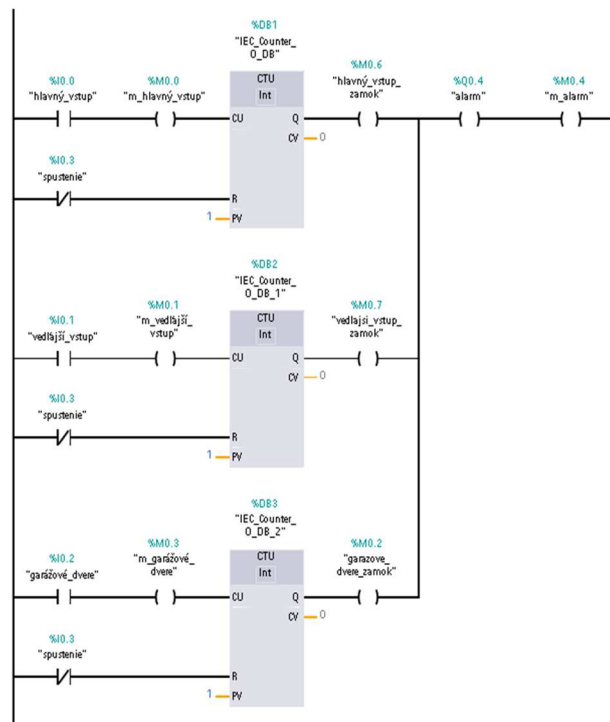 %DB1
"IEC_Counter_
0_DB"
%I0.0
"hlavný_vstup"
%M0.0
"m_hlavný_vstup"
CTU
Int
%M0.6
"hlavný_vstup_
zamok"
%Q0.4
"alarm"
%M0.4
"m_alarm"
CU
Q
CV
0
%I0.3
"spustenie"
R
1
PV
%DB2
"IEC_Counter_
0_DB_1"
%I0.1
"vedľajší_vstup"
%M0.1
"m_vedľajší_
vstup"
CTU
Int
%M0.7
"vedlajsi_vstup_
zamok"
CU
Q
CV
0
%I0.3
"spustenie"
R
1
PV
%DB3
"IEC_Counter_
0_DB_2"
%I0.2
"garážové_dvere"
%M0.3
"m_garážové_
dvere"
CTU
Int
%M0.2
"garazove_
dvere_zamok"
CU
Q
CV
0
%I0.3
"spustenie"
R
1
PV